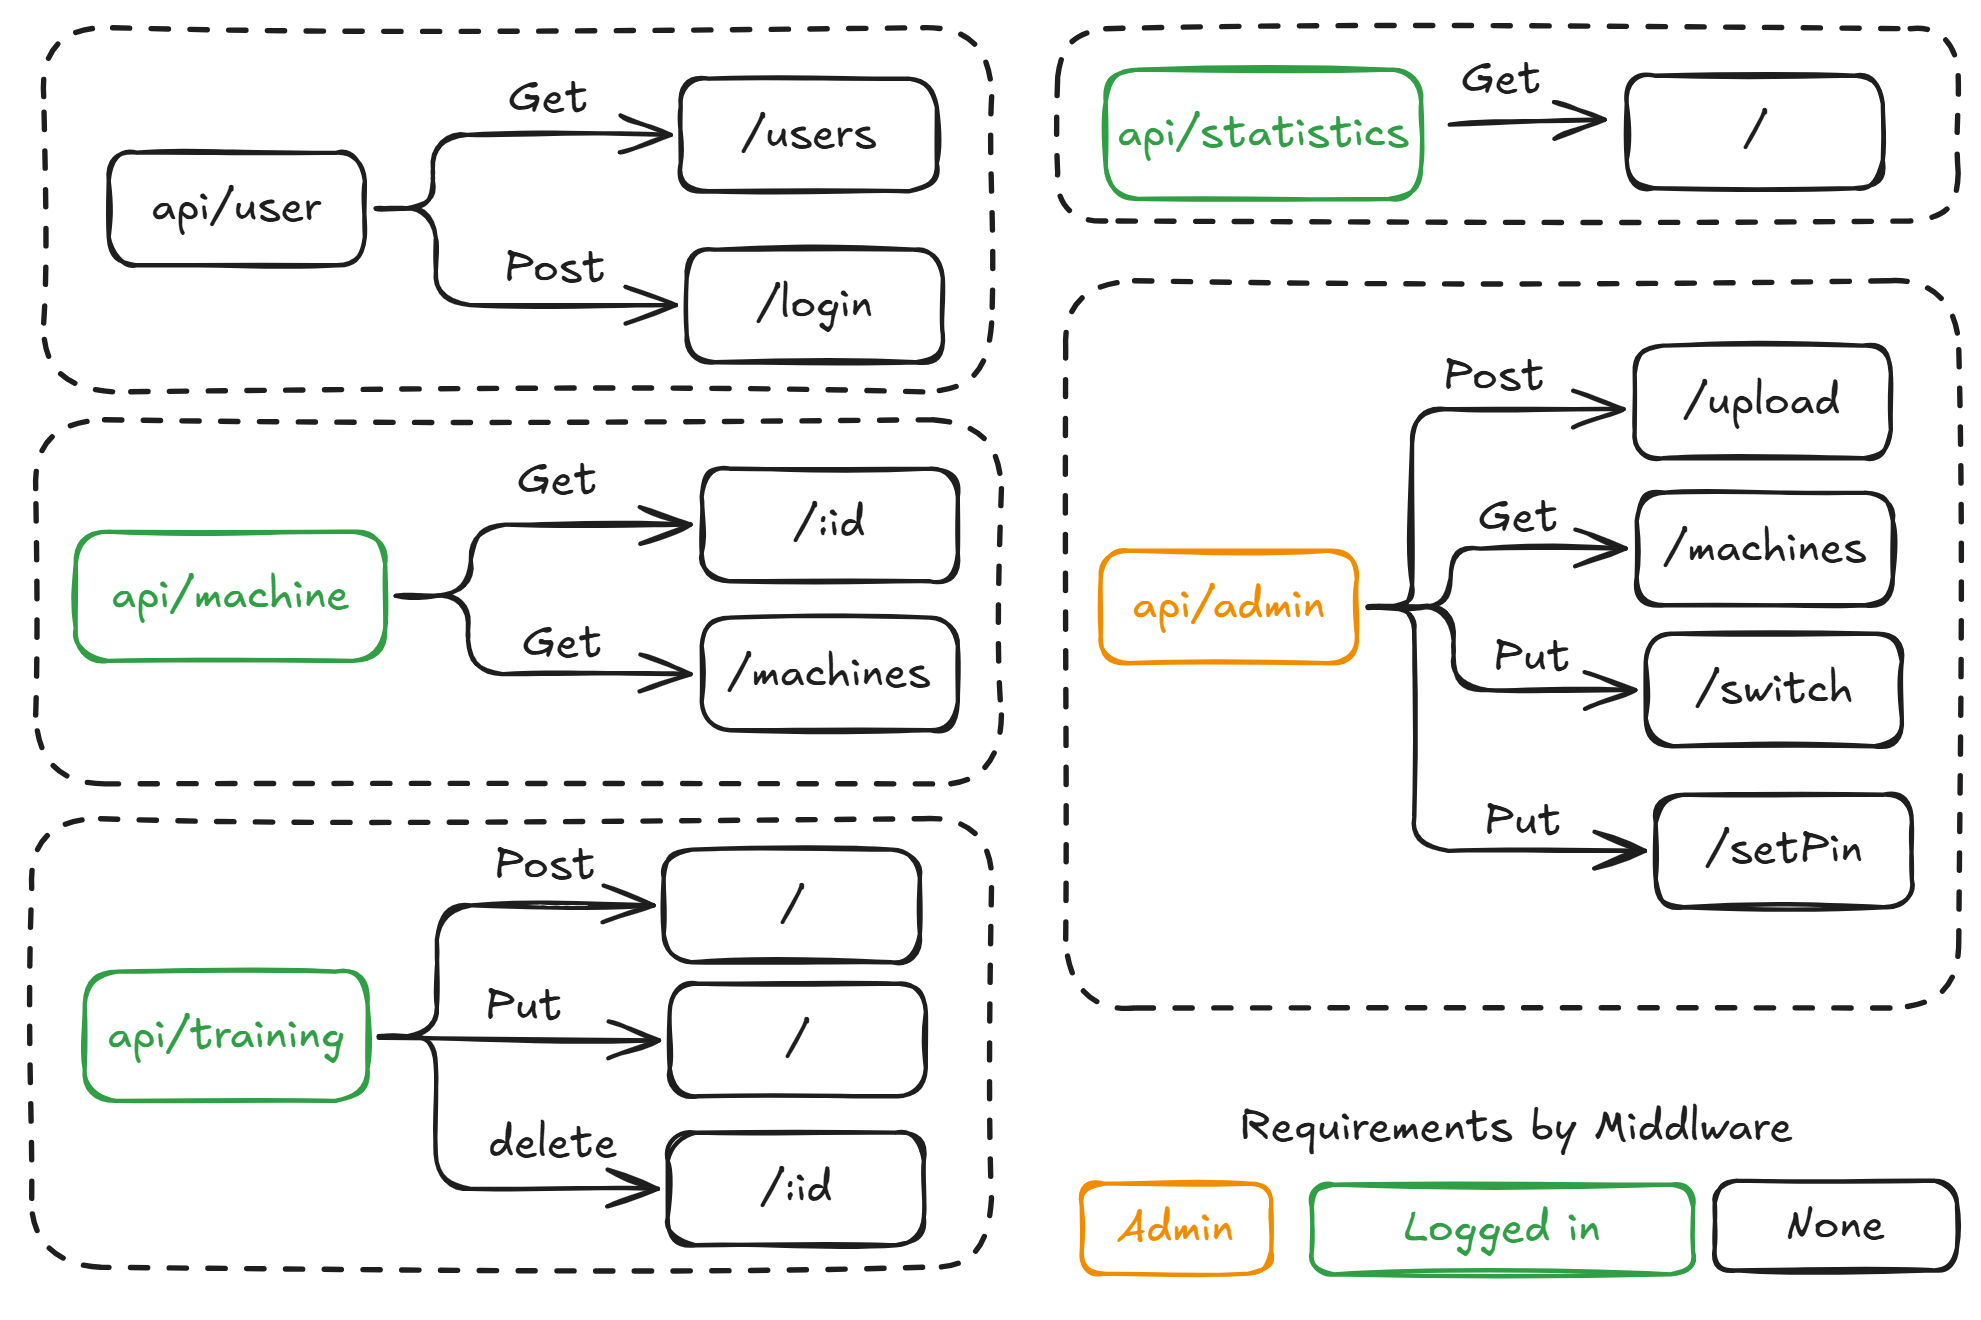 api/user
Get
/users
Post
/login
api/machine
Get
/:id
Get
/machines
api/training
Post
/
Put
/
delete
/:id
api/statistics
Get
/
api/admin
Post
/upload
Get
/machines
Put
/switch
Put
/setPin
Requirements by Middlware
Admin
Logged in
None